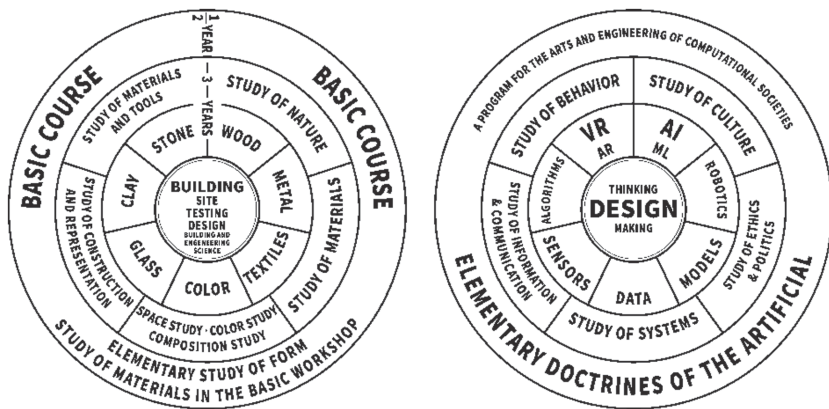 1/2 YEAR — 3 — YEARS
BASIC COURSE
BASIC COURSE
ELEMENTARY STUDY OF FORM
STUDY OF MATERIALS IN THE BASIC WORKSHOP
STUDY OF MATERIALS
AND TOOLS
STUDY OF NATURE
STUDY OF MATERIALS
SPACE STUDY · COLOR STUDY
COMPOSITION STUDY
STUDY OF CONSTRUCTION
AND REPRESENTATION
STONE
WOOD
METAL
TEXTILES
COLOR
GLASS
CLAY
BUILDING
SITE
TESTING
DESIGN
BUILDING AND
ENGINEERING
SCIENCE
A PROGRAM FOR THE ARTS AND ENGINEERING OF COMPUTATIONAL SOCIETIES
ELEMENTARY DOCTRINES OF THE ARTIFICIAL
STUDY OF BEHAVIOR
STUDY OF CULTURE
STUDY OF ETHICS
& POLITICS
STUDY OF SYSTEMS
STUDY OF INFORMATION
& COMMUNICATION
VR
AR
AI
ML
ROBOTICS
MODELS
DATA
SENSORS
ALGORITHMS
THINKING
DESIGN
MAKING